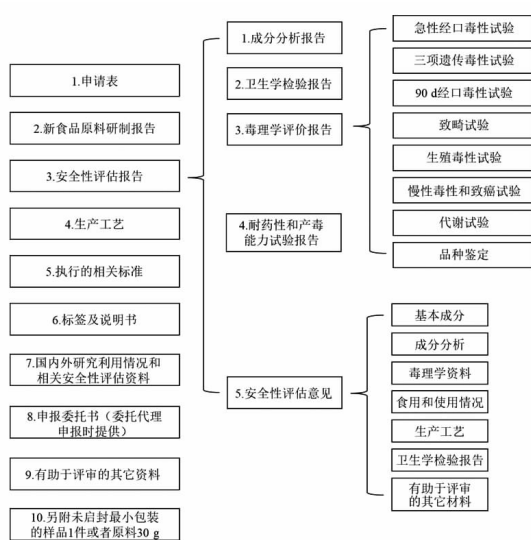 1.申请表
2.新食品原料研制报告
3.安全性评估报告
4.生产工艺
5.执行的相关标准
6.标签及说明书
7.国内外研究利用情况和
相关安全性评估资料
8.申报委托书（委托代理
申报时提供）
9.有助于评审的其它资料
10.另附未启封最小包装
的样品1件或者原料30 g
1.成分分析报告
2.卫生学检验报告
3.毒理学评价报告
4.耐药性和产毒
能力试验报告
5.安全性评估意见
急性经口毒性试验
三项遗传毒性试验
90 d经口毒性试验
致畸试验
生殖毒性试验
慢性毒性和致癌试验
代谢试验
品种鉴定
基本成分
成分分析
毒理学资料
食用和使用情况
生产工艺
卫生学检验报告
有助于评审
的其它材料